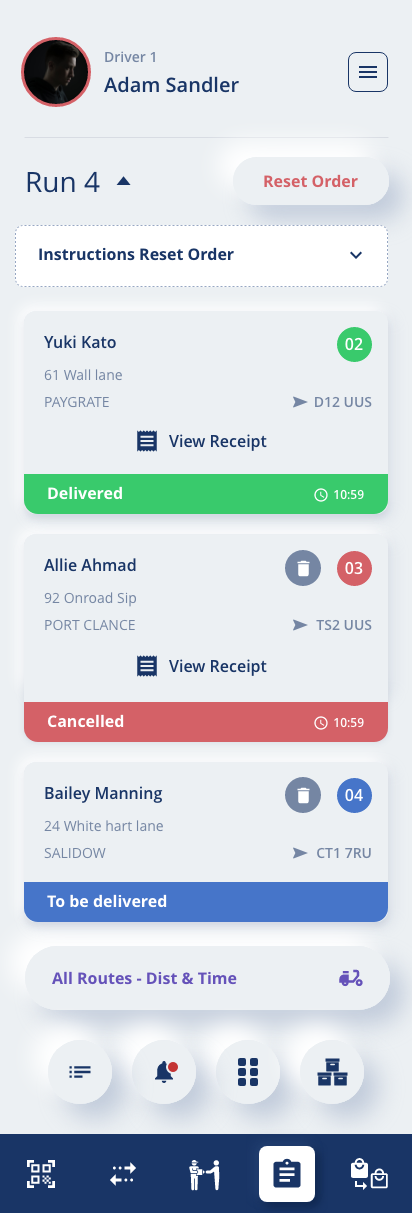 Driver 1
Adam Sandler
Run 4
Reset Order
Instructions Reset Order
Yuki Kato
02
61 Wall lane
PAYGRATE
D12 UUS
View Receipt
Delivered
10:59
Allie Ahmad
03
92 Onroad Sip
PORT CLANCE
TS2 UUS
View Receipt
Cancelled
10:59
Bailey Manning
04
24 White hart lane
SALIDOW
CT1 7RU
To be delivered
All Routes - Dist & Time